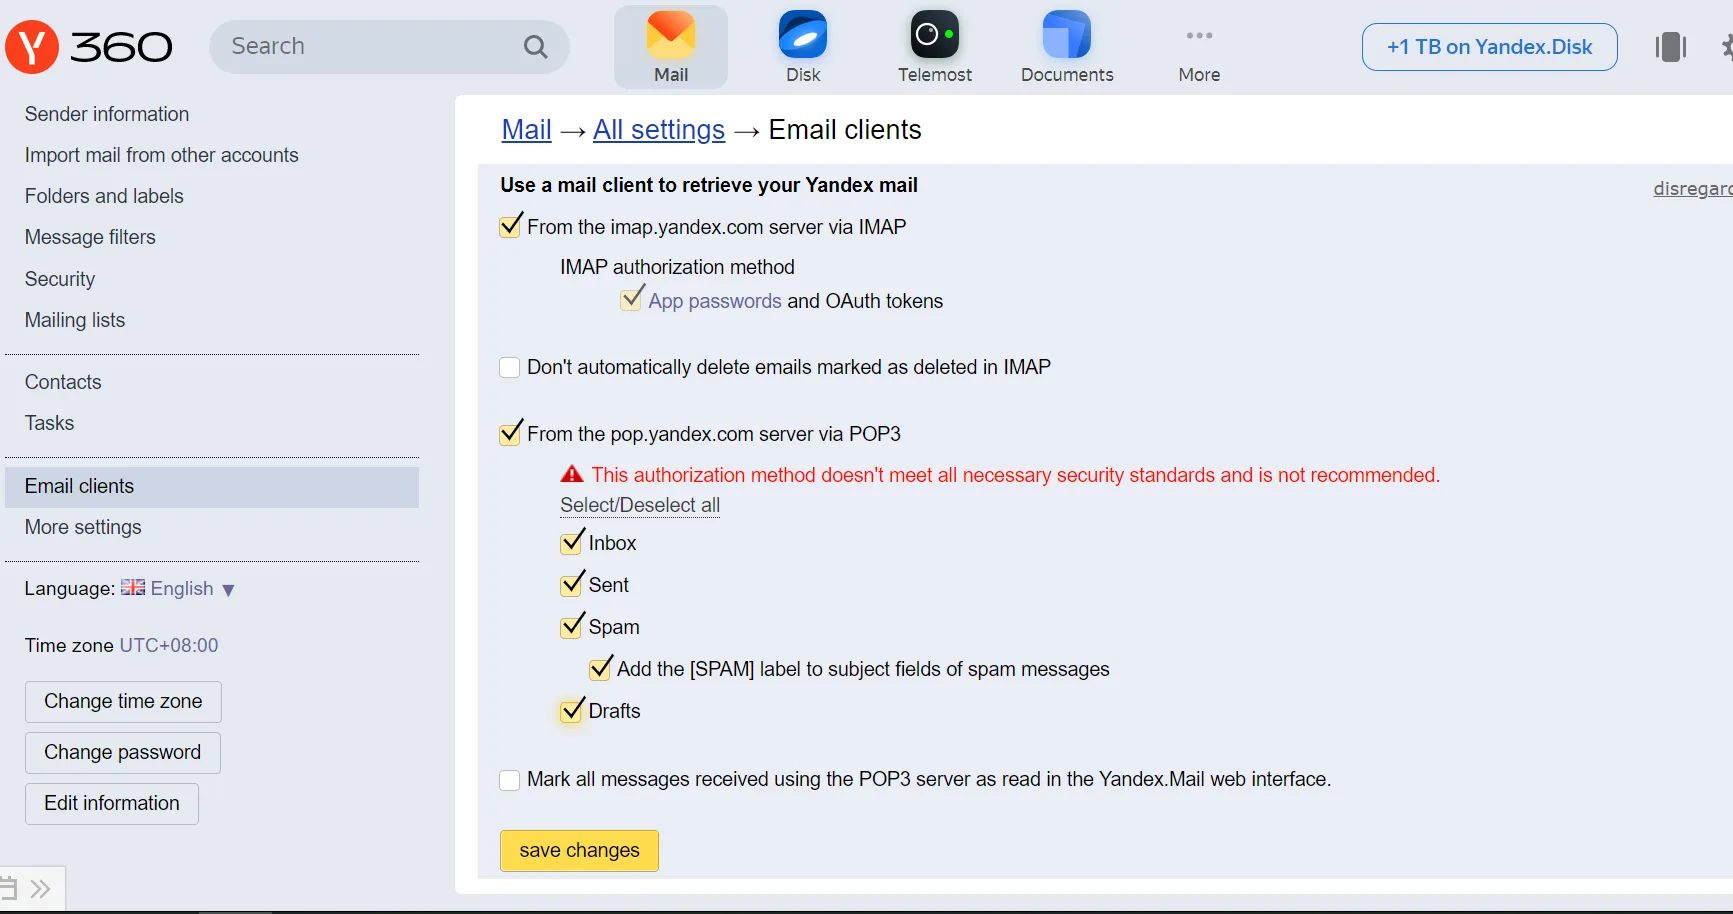 Y 360
Search
Mail
Disk
Telemost
Documents
More
+1 TB on Yandex.Disk
Sender information
Import mail from other accounts
Folders and labels
Message filters
Security
Mailing lists
Contacts
Tasks
Email clients
More settings
Language: English ▼
Time zone UTC+08:00
Change time zone
Change password
Edit information
Mail → All settings → Email clients
Use a mail client to retrieve your Yandex mail
disregard
From the imap.yandex.com server via IMAP
IMAP authorization method
App passwords and OAuth tokens
Don't automatically delete emails marked as deleted in IMAP
From the pop.yandex.com server via POP3
This authorization method doesn't meet all necessary security standards and is not recommended.
Select/Deselect all
Inbox
Sent
Spam
Add the [SPAM] label to subject fields of spam messages
Drafts
Mark all messages received using the POP3 server as read in the Yandex.Mail web interface.
save changes